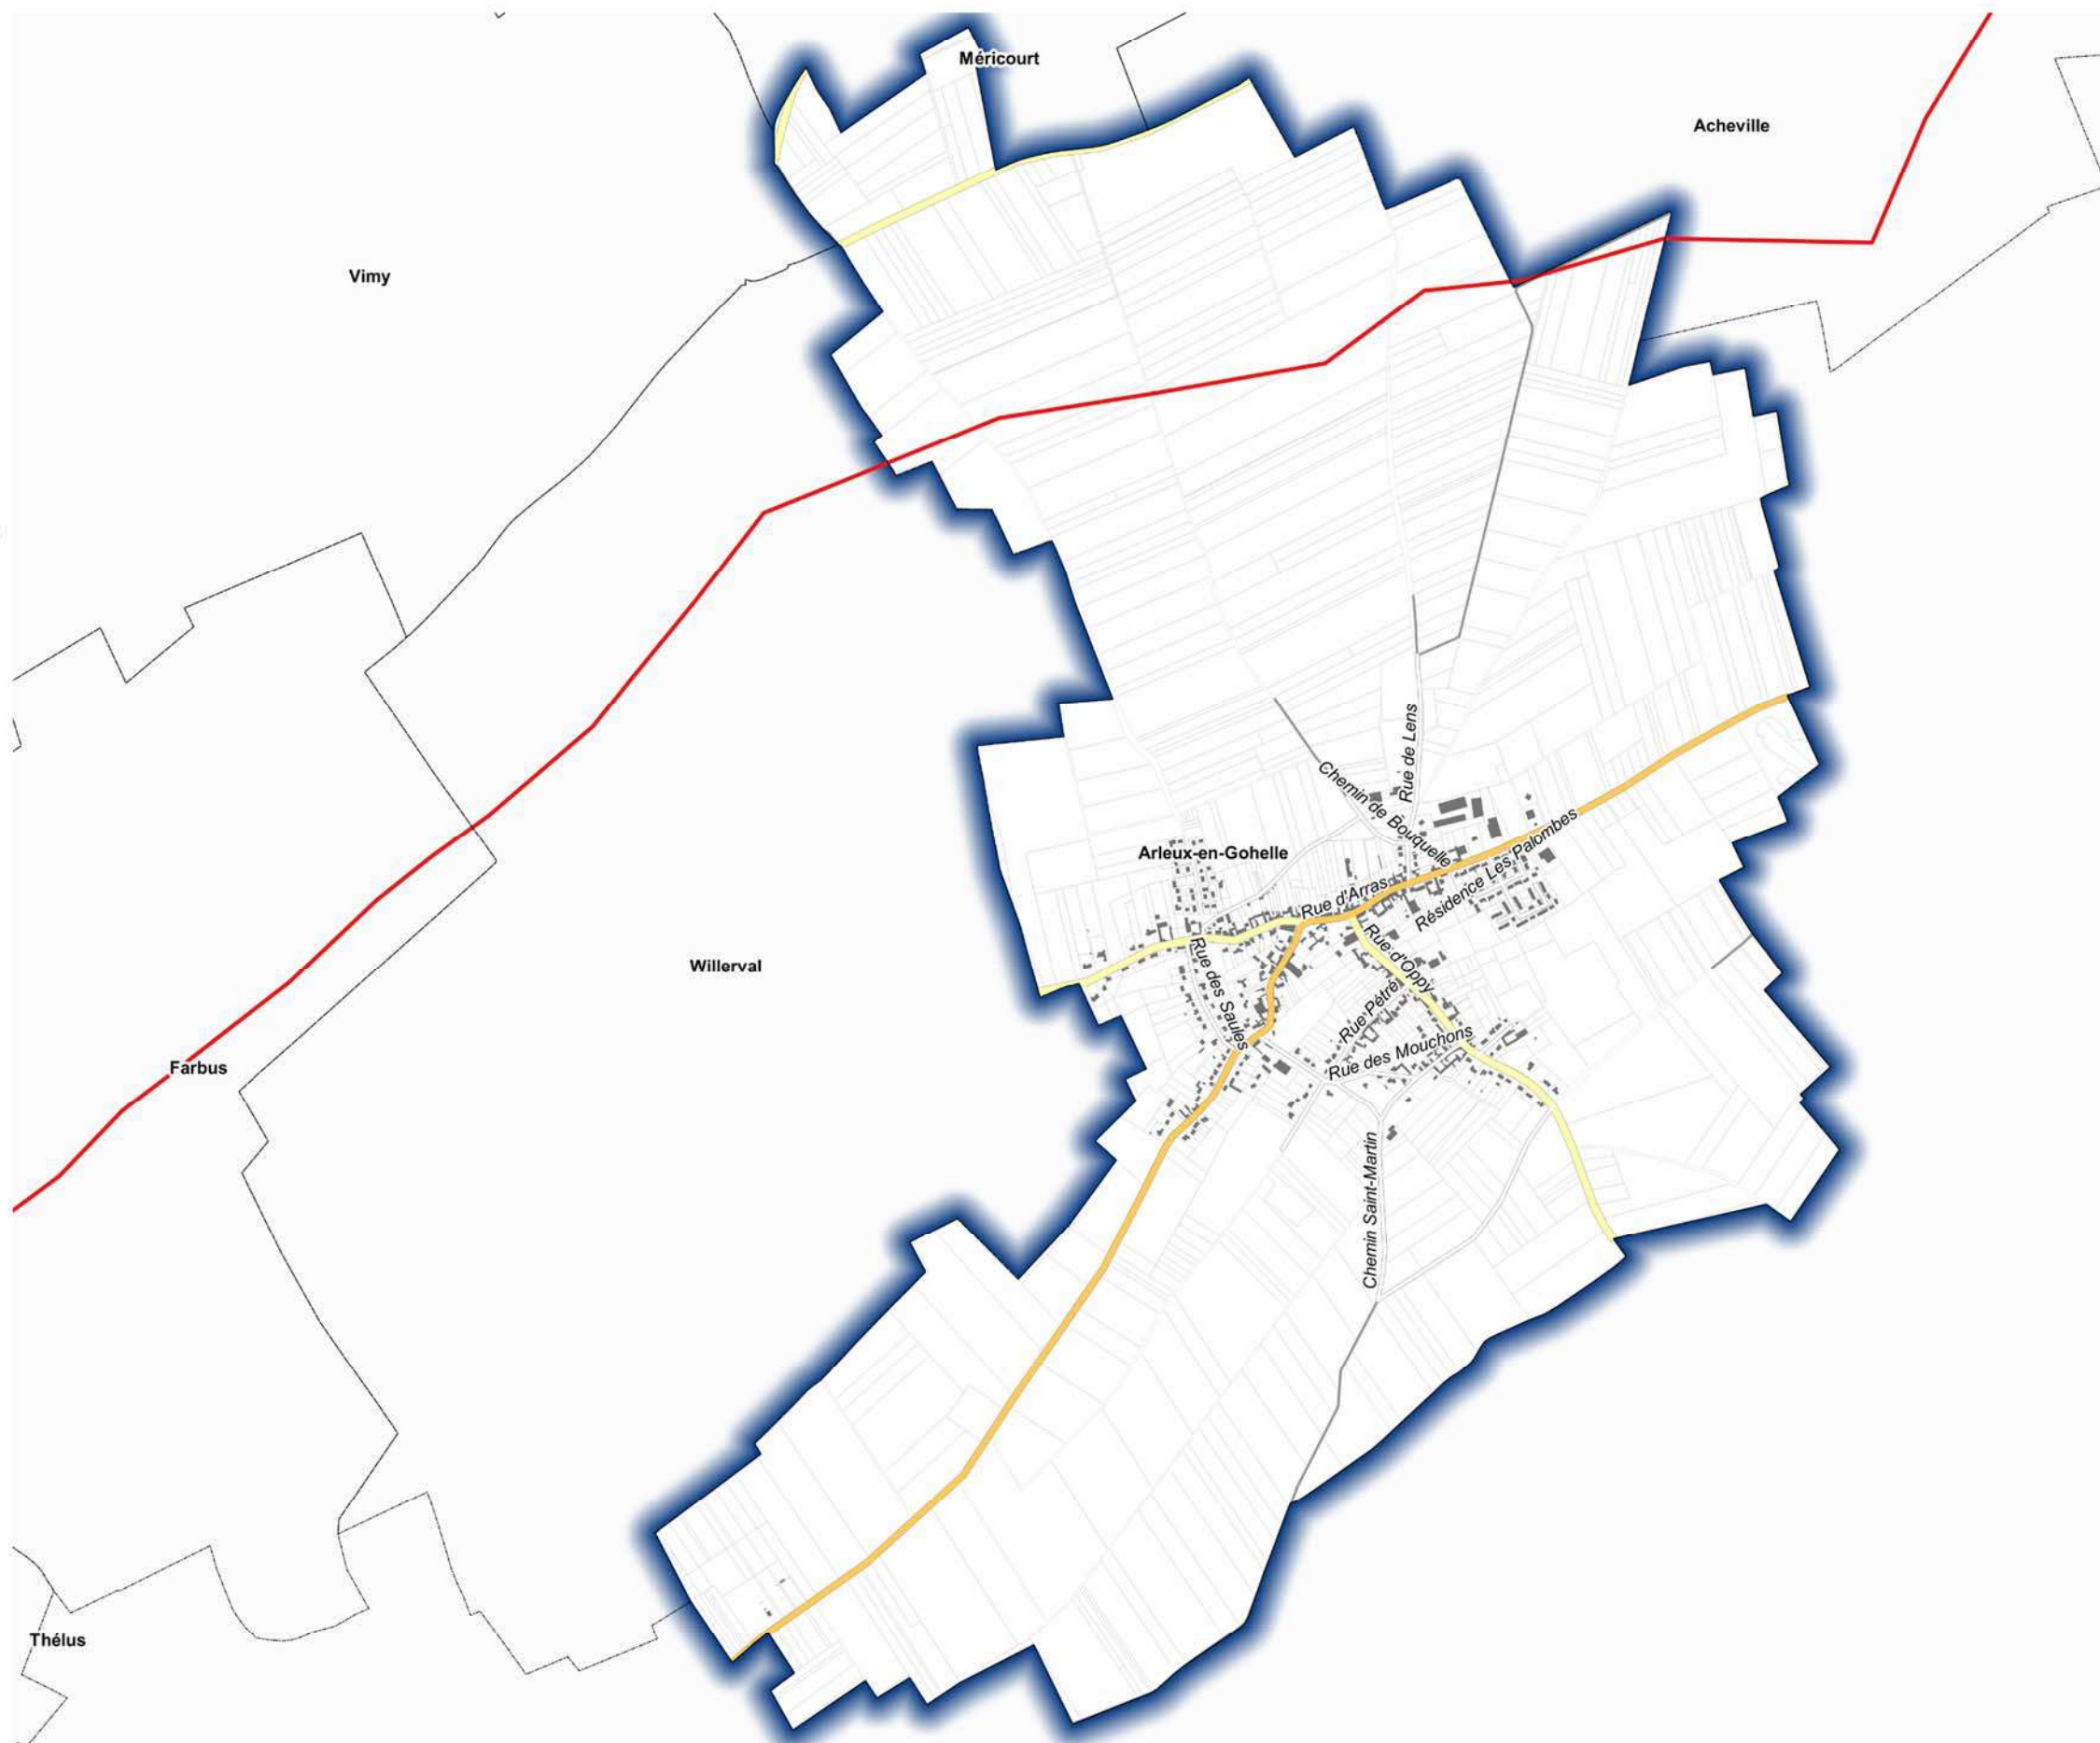 Méricourt
Acheville
Vimy
Rue de Lens
Chemin de Bouquelle
Résidence Les Palombes
Arleux-en-Gohelle
Rue d'Arras
Rue d'Oppy
Rue des Saules
Willerval
Rue Pétré
Rue des Mouchons
Farbus
Chemin Saint-Martin
Thélus